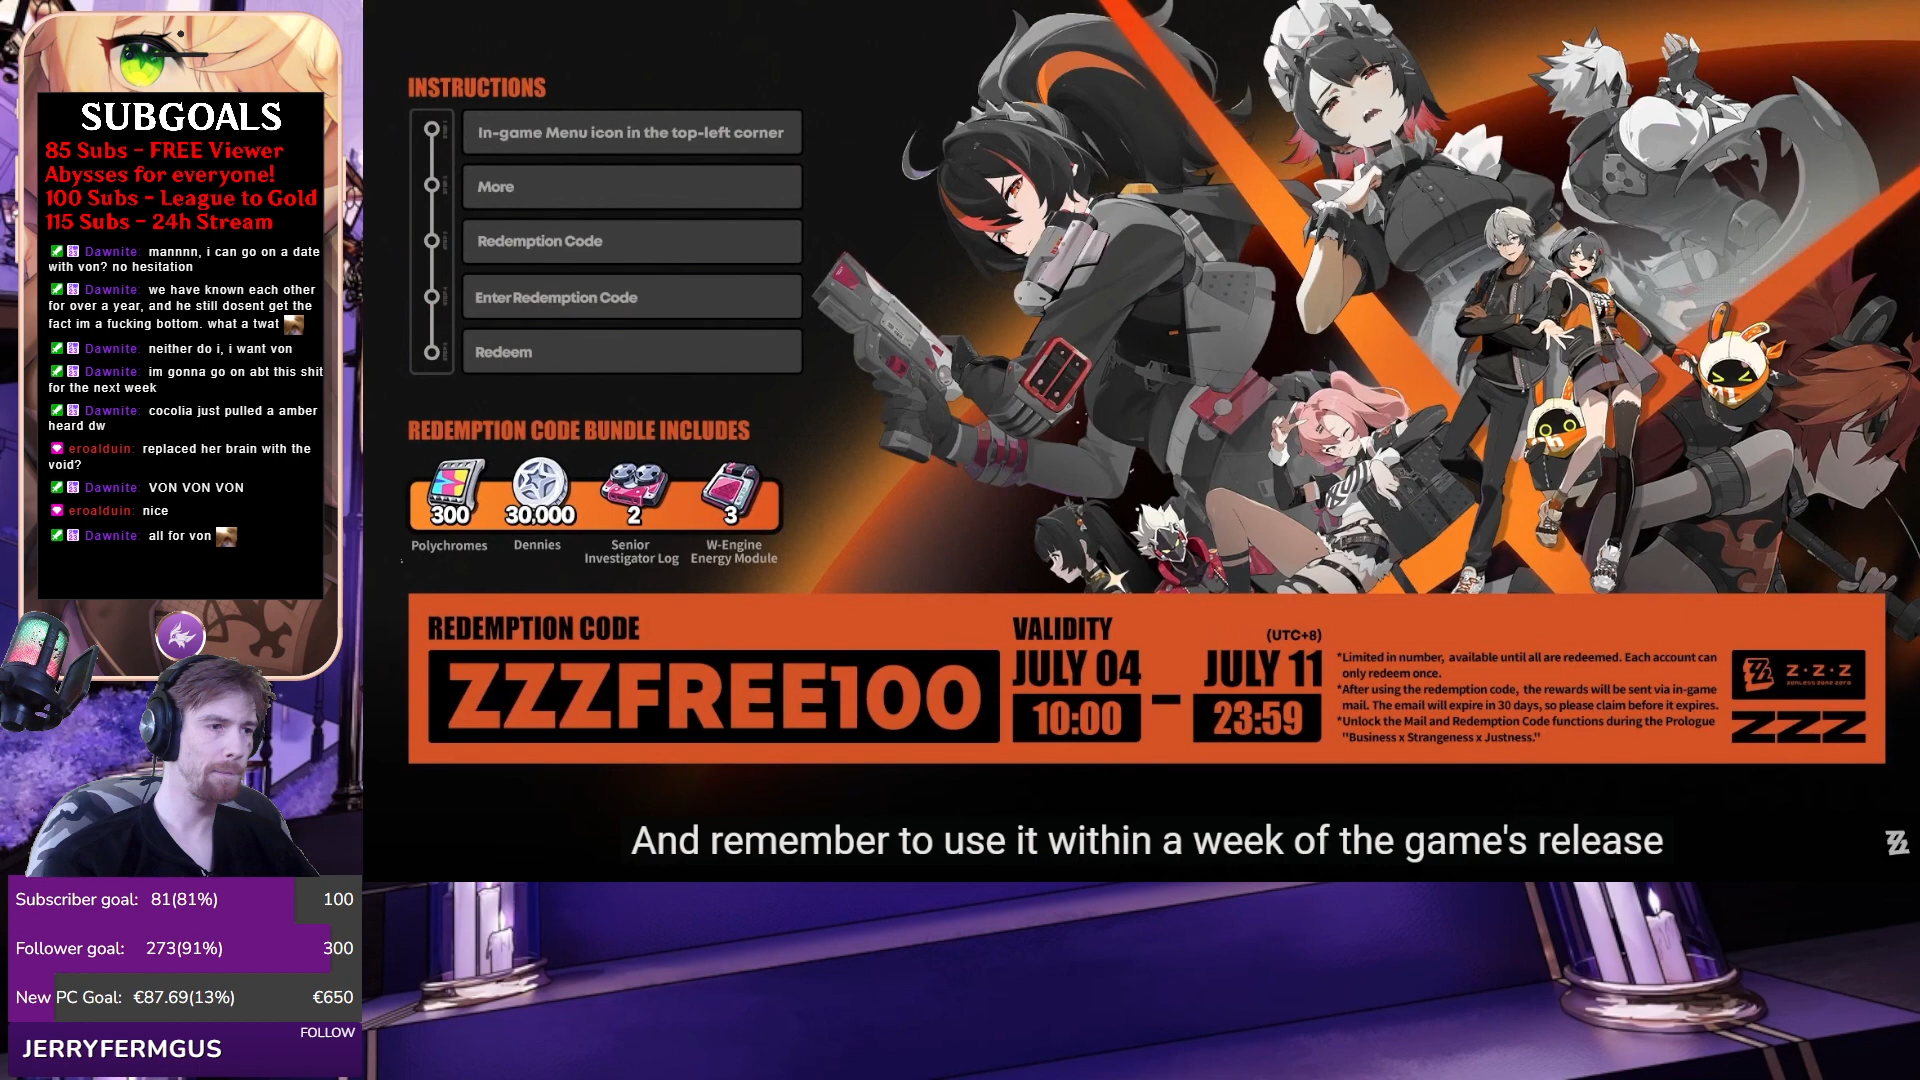 SUBGOALS
85 Subs - FREE Viewer
Abysses for everyone!
100 Subs - League to Gold
115 Subs - 24h Stream
Dawnite: mannnn, i can go on a date
with von? no hesitation
Dawnite: we have known each other
for over a year, and he still dosent get the
fact im a fucking bottom. what a twat
Dawnite: neither do i, i want von
Dawnite: im gonna go on abt this shit
for the next week
Dawnite: cocolia just pulled a amber
heard dw
eroalduin: replaced her brain with the
void?
Dawnite: VON VON VON
eroalduin: nice
Dawnite: all for von
Subscriber goal: 81(81%) 100
Follower goal: 273(91%) 300
New PC Goal: €87.69(13%) €650
FOLLOW
JERRYFERMGUS
INSTRUCTIONS
In-game Menu icon in the top-left corner
More
Redemption Code
Enter Redemption Code
Redeem
REDEMPTION CODE BUNDLE INCLUDES
300 30,000 2 3
Polychromes Dennies Senior Investigator Log W-Engine Energy Module
REDEMPTION CODE
ZZZFREE100
VALIDITY
(UTC+8)
JULY 04 - JULY 11
10:00 23:59
*Limited in number, available until all are redeemed. Each account can
only redeem once.
*After using the redemption code, the rewards will be sent via in-game
mail. The email will expire in 30 days, so please claim before it expires.
*Unlock the Mail and Redemption Code functions during the Prologue
"Business x Strangeness x Justness."
Z·Z·Z
ZENLESS ZONE ZERO
ZZZ
And remember to use it within a week of the game's release